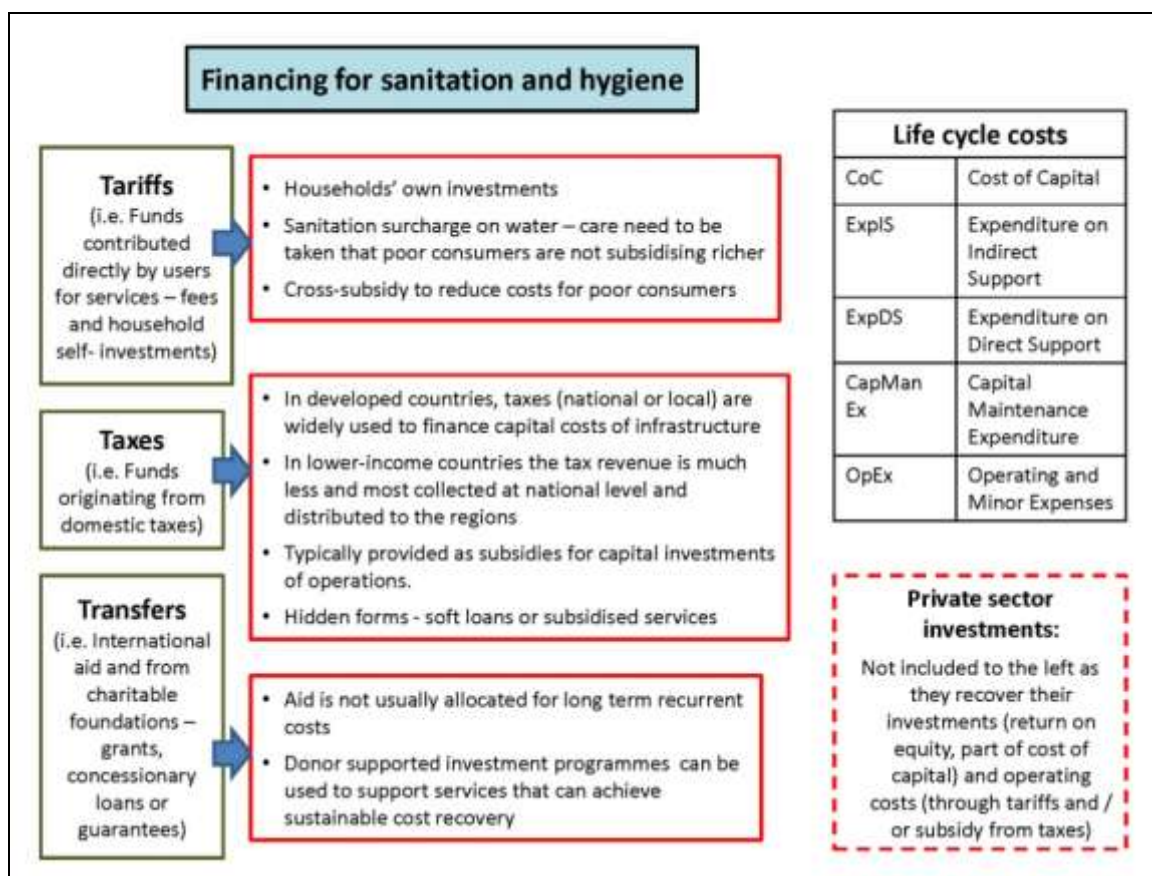 Financing for sanitation and hygiene
Tariffs
(i.e. Funds
contributed
directly by users
for services – fees
and household
self- investments)
• Households' own investments
• Sanitation surcharge on water – care need to be
taken that poor consumers are not subsidising richer
• Cross-subsidy to reduce costs for poor consumers
Taxes
(i.e. Funds
originating from
domestic taxes)
• In developed countries, taxes (national or local) are
widely used to finance capital costs of infrastructure
• In lower-income countries the tax revenue is much
less and most collected at national level and
distributed to the regions
• Typically provided as subsidies for capital investments
of operations.
• Hidden forms - soft loans or subsidised services
Transfers
(i.e. International
aid and from
charitable
foundations –
grants,
concessionary
loans or
guarantees)
• Aid is not usually allocated for long term recurrent
costs
• Donor supported investment programmes can be
used to support services that can achieve
sustainable cost recovery
Life cycle costs
CoC Cost of Capital
ExpIS Expenditure on
Indirect
Support
ExpDS Expenditure on
Direct Support
CapMan Capital
Ex Maintenance
Expenditure
OpEx Operating and
Minor Expenses
Private sector
investments:
Not included to the left as
they recover their
investments (return on
equity, part of cost of
capital) and operating
costs (through tariffs and /
or subsidy from taxes)